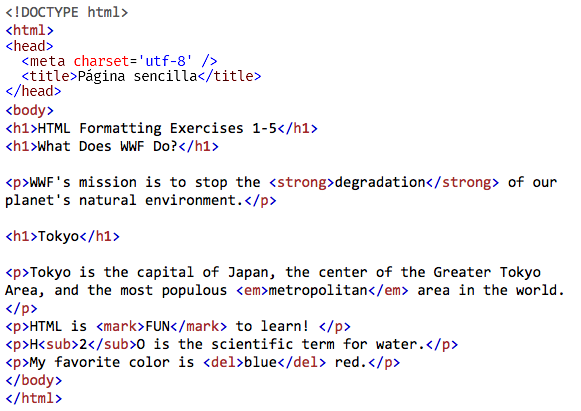 <!DOCTYPE html>
<html>
<head>
  <meta charset='utf-8' />
  <title>Página sencilla</title>
</head>
<body>
<h1>HTML Formatting Exercises 1-5</h1>
<h1>What Does WWF Do?</h1>

<p>WWF's mission is to stop the <strong>degradation</strong> of our
planet's natural environment.</p>

<h1>Tokyo</h1>

<p>Tokyo is the capital of Japan, the center of the Greater Tokyo
Area, and the most populous <em>metropolitan</em> area in the world.
</p>
<p>HTML is <mark>FUN</mark> to learn! </p>
<p>H<sub>2</sub>O is the scientific term for water.</p>
<p>My favorite color is <del>blue</del> red.</p>
</body>
</html>